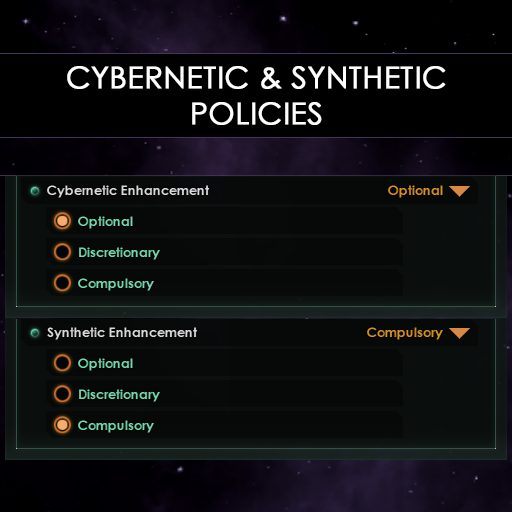 CYBERNETIC & SYNTHETIC
POLICIES
Cybernetic Enhancement Optional
Optional
Discretionary
Compulsory
Synthetic Enhancement Compulsory
Optional
Discretionary
Compulsory